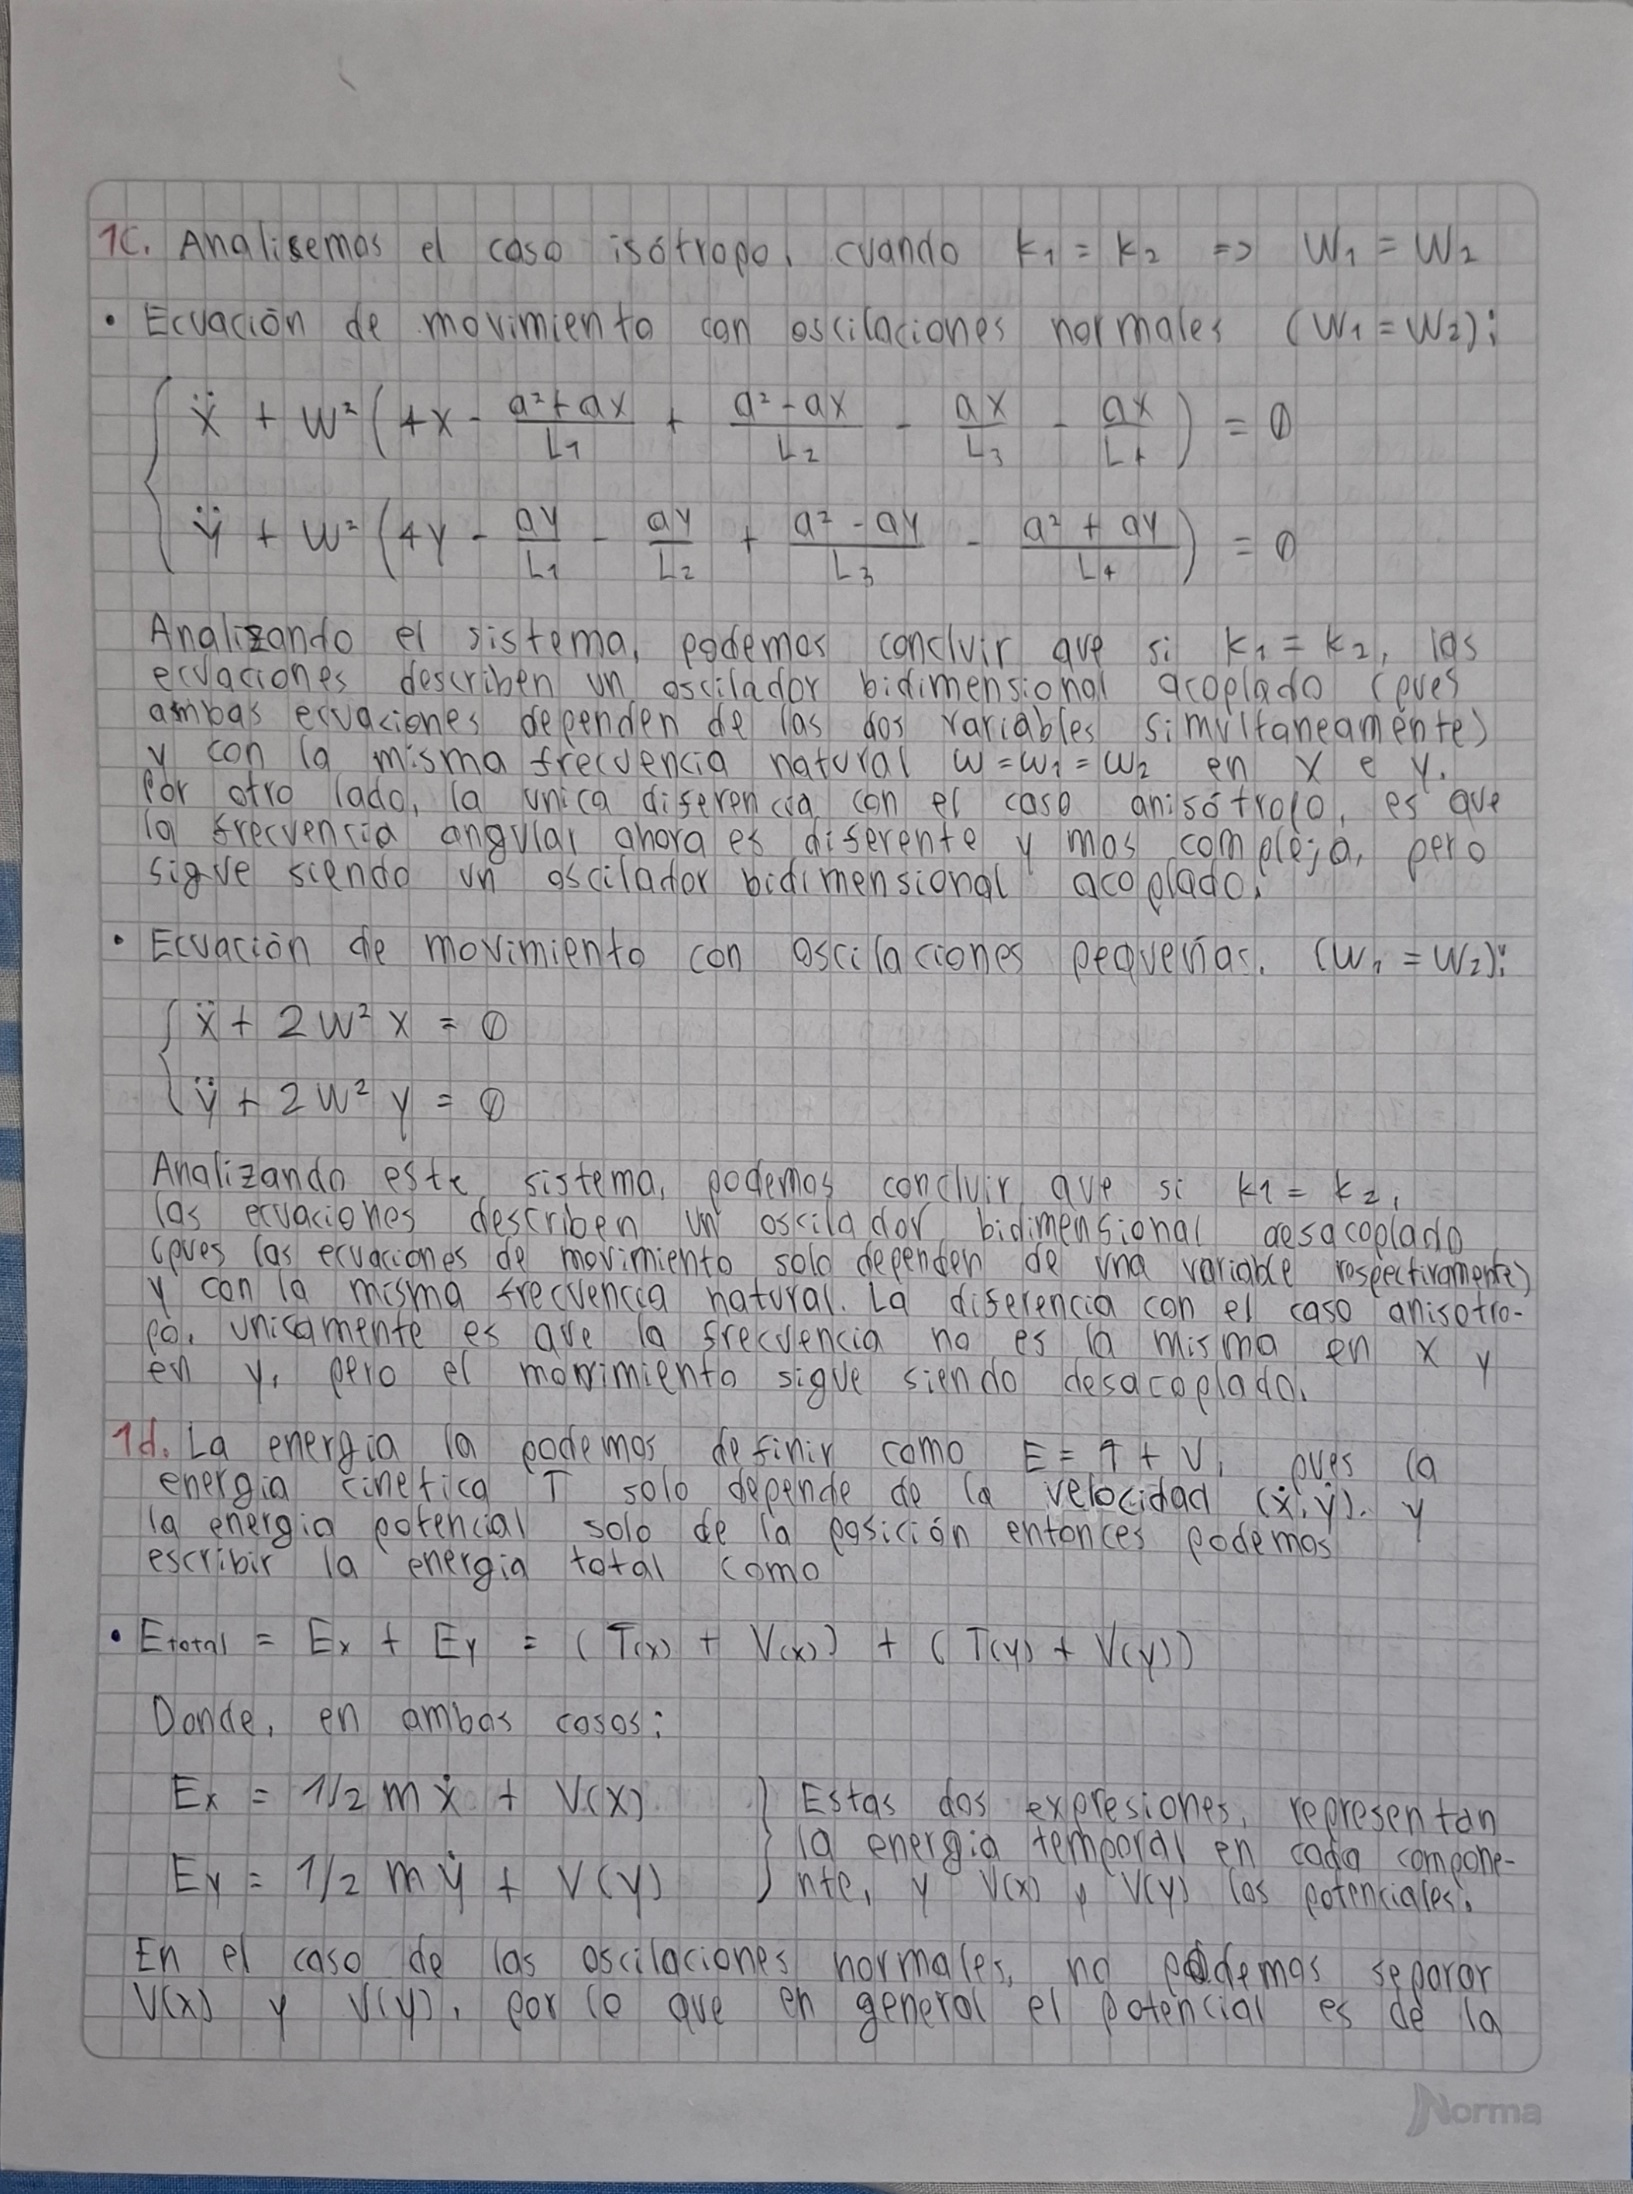 1c. Analisemos el caso isótropo, cuando k₁ = k₂ => W₁ = W₂
• Ecuación de movimiento con oscilaciones normales (W₁ = W₂):
ẍ + W² (4x - (a² + ax)/L₁ + (a² - ax)/L₂ - ax/L₃ - ax/L₄) = 0
ÿ + W² (4y - ay/L₁ - ay/L₂ + (a² - ay)/L₃ - (a² + ay)/L₄) = 0
Analizando el sistema, podemos concluir que si k₁ = k₂, las
ecuaciones describen un oscilador bidimensional acoplado (pues
ambas ecuaciones dependen de las dos variables simultaneamente)
y con la misma frecuencia natural w = w₁ = w₂ en x e y.
Por otro lado, la unica diferencia con el caso anisótropo, es que
la frecuencia angular ahora es diferente y mas compleja, pero
sigue siendo un oscilador bidimensional acoplado.
• Ecuación de movimiento con oscilaciones pequeñas. (W₁ = W₂):
ẍ + 2W² x = 0
ÿ + 2W² y = 0
Analizando este sistema, podemos concluir que si k₁ = k₂,
las ecuaciones describen un oscilador bidimensional desacoplado
(pues las ecuaciones de movimiento solo dependen de una variable respectivamente)
y con la misma frecuencia natural. La diferencia con el caso anisotro-
po, unicamente es que la frecuencia no es la misma en x y
en y, pero el movimiento sigue siendo desacoplado.
1d. La energia la podemos definir como E = T + V, pues la
energia cinetica T solo depende de la velocidad (ẋ, ẏ). y
la energia potencial solo de la posición entonces podemos
escribir la energia total como
• Etotal = Ex + Ey = (T(x) + V(x)) + (T(y) + V(y))
Donde, en ambos casos:
Ex = 1/2 m ẋ + V(x) } Estas dos expresiones, representan
la energia temporal en cada compone-
Ey = 1/2 m ẏ + V(y) nte, y V(x) y V(y) los potenciales.
En el caso de las oscilaciones normales, no podemos separar
V(x) y V(y), por lo que en general el potencial es de la
Norma